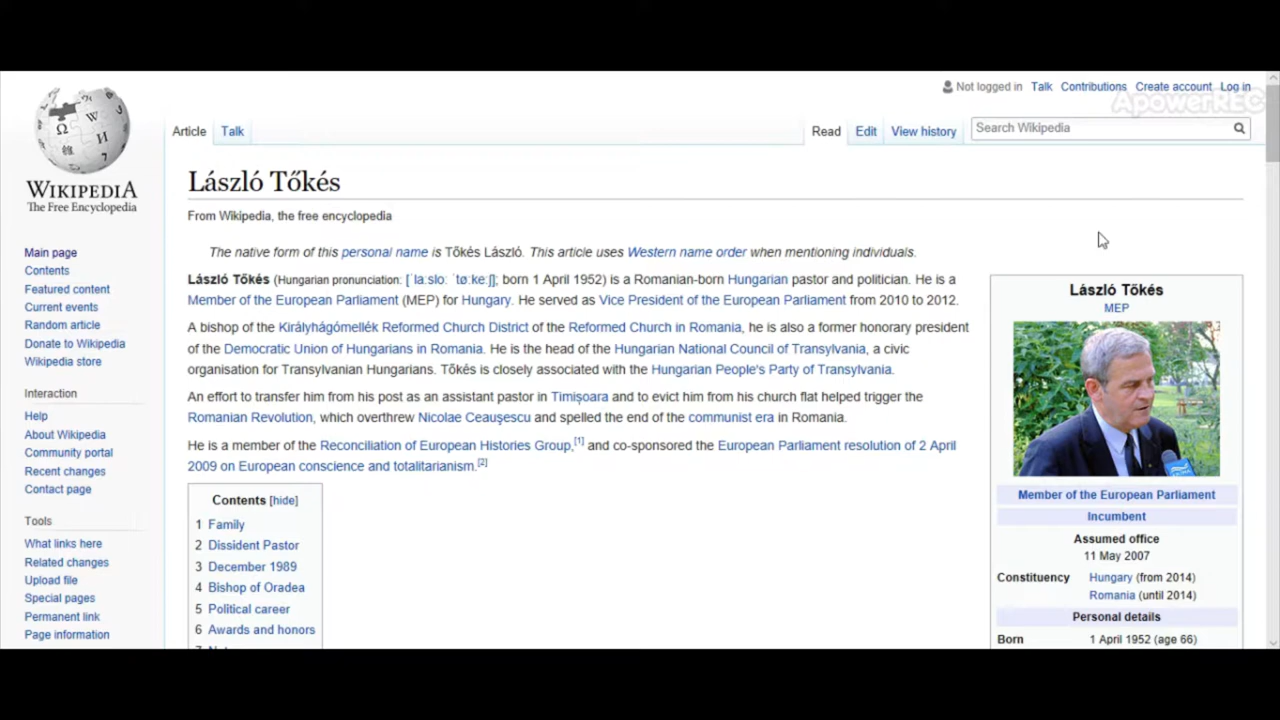 Not logged in Talk Contributions Create account Log in
ApowerREC
Article Talk Read Edit View history Search Wikipedia
WIKIPEDIA
The Free Encyclopedia
Main page
Contents
Featured content
Current events
Random article
Donate to Wikipedia
Wikipedia store
Interaction
Help
About Wikipedia
Community portal
Recent changes
Contact page
Tools
What links here
Related changes
Upload file
Special pages
Permanent link
Page information
László Tőkés
From Wikipedia, the free encyclopedia
The native form of this personal name is Tőkés László. This article uses Western name order when mentioning individuals.
László Tőkés (Hungarian pronunciation: [ˈlaːsloː ˈtøːkeːʃ]; born 1 April 1952) is a Romanian-born Hungarian pastor and politician. He is a
Member of the European Parliament (MEP) for Hungary. He served as Vice President of the European Parliament from 2010 to 2012.
A bishop of the Királyhágómellék Reformed Church District of the Reformed Church in Romania, he is also a former honorary president
of the Democratic Union of Hungarians in Romania. He is the head of the Hungarian National Council of Transylvania, a civic
organisation for Transylvanian Hungarians. Tőkés is closely associated with the Hungarian People's Party of Transylvania.
An effort to transfer him from his post as an assistant pastor in Timișoara and to evict him from his church flat helped trigger the
Romanian Revolution, which overthrew Nicolae Ceaușescu and spelled the end of the communist era in Romania.
He is a member of the Reconciliation of European Histories Group,[1] and co-sponsored the European Parliament resolution of 2 April
2009 on European conscience and totalitarianism.[2]
Contents [hide]
1 Family
2 Dissident Pastor
3 December 1989
4 Bishop of Oradea
5 Political career
6 Awards and honors
László Tőkés
MEP
Member of the European Parliament
Incumbent
Assumed office
11 May 2007
Constituency Hungary (from 2014)
Romania (until 2014)
Personal details
Born 1 April 1952 (age 66)